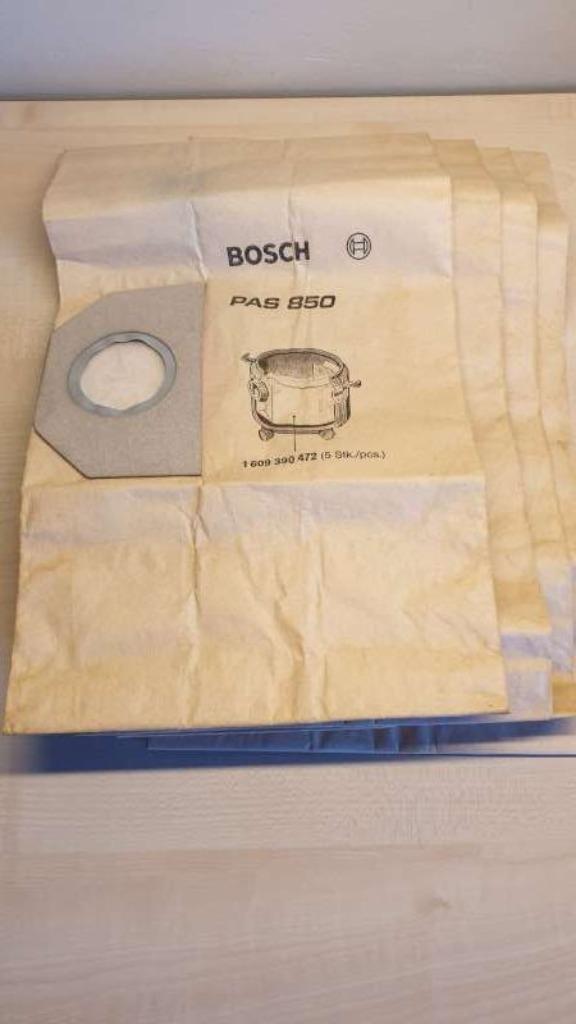 BOSCH
PAS 850
1 609 390 472 (5 Stk./pcs.)